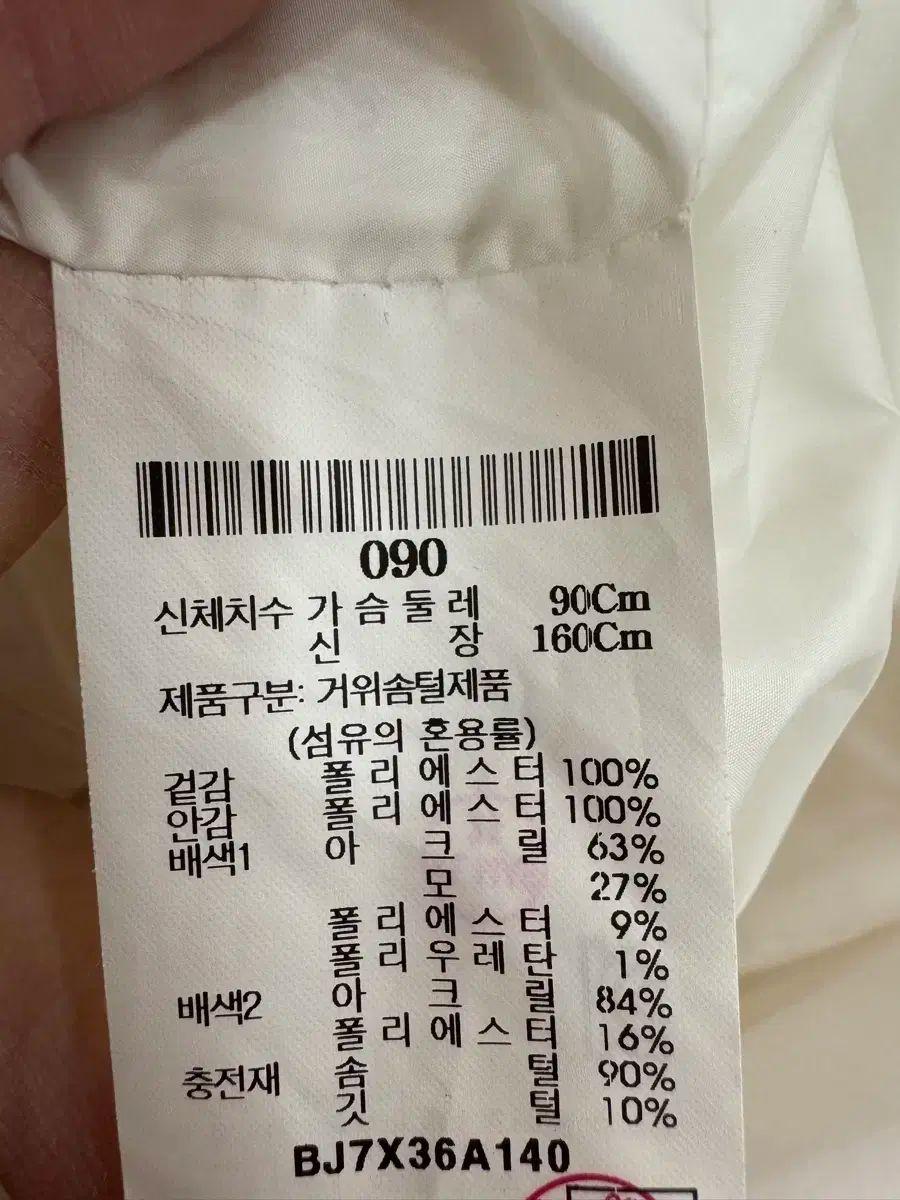 090
신체치수 가슴둘레 90Cm
신장 160Cm
제품구분: 거위솜털제품
(섬유의 혼용률)
겉감 폴리에스터 100%
안감 폴리에스터 100%
배색1 아크릴 63%
모 27%
폴리에스터 9%
폴리우레탄 1%
배색2 아크릴 84%
폴리에스터 16%
충전재 솜털 90%
깃털 10%
BJ7X36A140